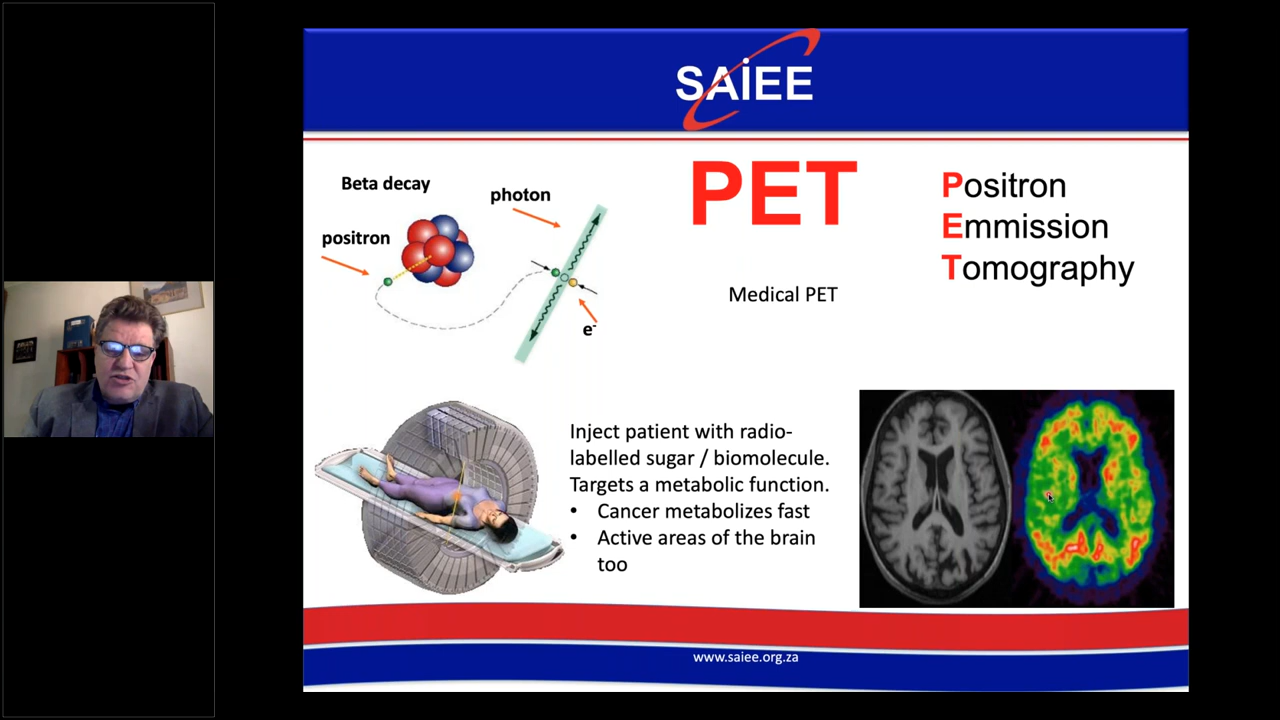 SAiEE
PET
Positron
Emmission
Tomography
Beta decay
photon
positron
e-
Medical PET
Inject patient with radio-
labelled sugar / biomolecule.
Targets a metabolic function.
• Cancer metabolizes fast
• Active areas of the brain
too
www.saiee.org.za